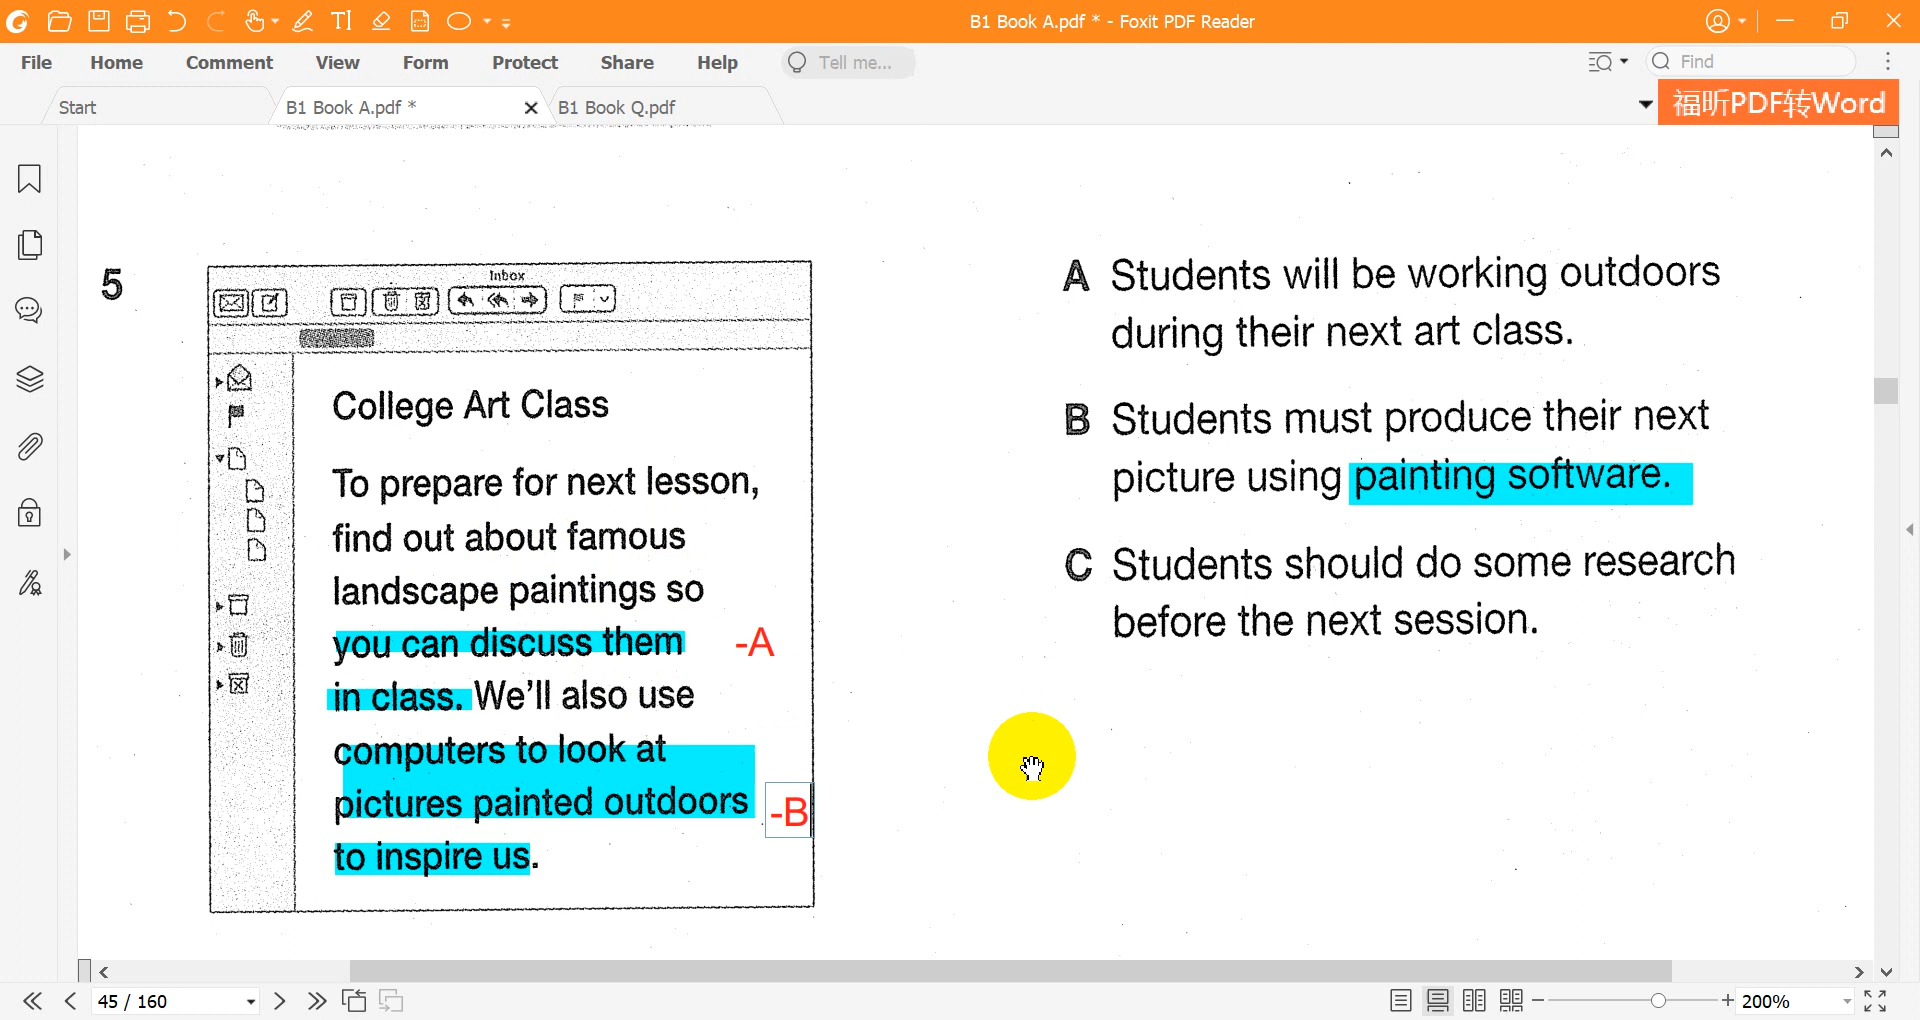 B1 Book A.pdf * - Foxit PDF Reader
File Home Comment View Form Protect Share Help Tell me... Find
Start B1 Book A.pdf * B1 Book Q.pdf 福昕PDF转Word
5
Inbox
College Art Class
To prepare for next lesson,
find out about famous
landscape paintings so
you can discuss them -A
in class. We'll also use
computers to look at
pictures painted outdoors -B
to inspire us.
A Students will be working outdoors
during their next art class.
B Students must produce their next
picture using painting software.
C Students should do some research
before the next session.
45 / 160 200%